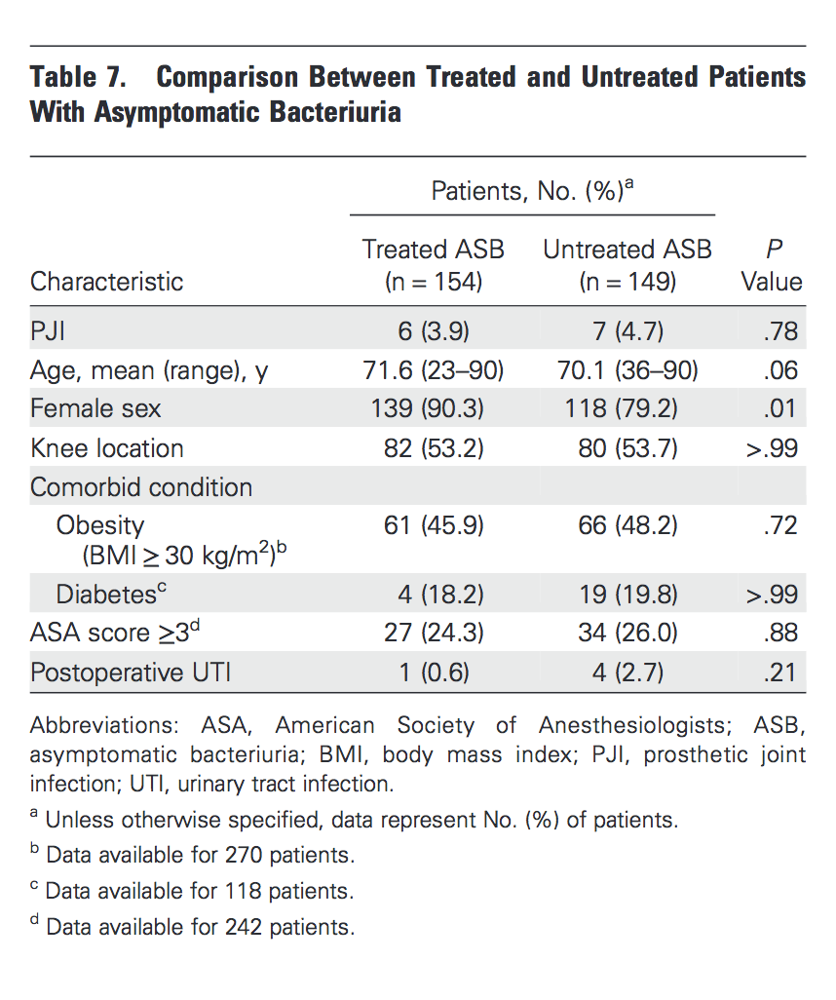 Table 7. Comparison Between Treated and Untreated Patients
With Asymptomatic Bacteriuria
Patients, No. (%)a
Treated ASB Untreated ASB P
Characteristic (n = 154) (n = 149) Value
PJI 6 (3.9) 7 (4.7) .78
Age, mean (range), y 71.6 (23–90) 70.1 (36–90) .06
Female sex 139 (90.3) 118 (79.2) .01
Knee location 82 (53.2) 80 (53.7) >.99
Comorbid condition
Obesity 61 (45.9) 66 (48.2) .72
(BMI ≥ 30 kg/m²)b
Diabetesc 4 (18.2) 19 (19.8) >.99
ASA score ≥3d 27 (24.3) 34 (26.0) .88
Postoperative UTI 1 (0.6) 4 (2.7) .21
Abbreviations: ASA, American Society of Anesthesiologists; ASB,
asymptomatic bacteriuria; BMI, body mass index; PJI, prosthetic joint
infection; UTI, urinary tract infection.
a Unless otherwise specified, data represent No. (%) of patients.
b Data available for 270 patients.
c Data available for 118 patients.
d Data available for 242 patients.